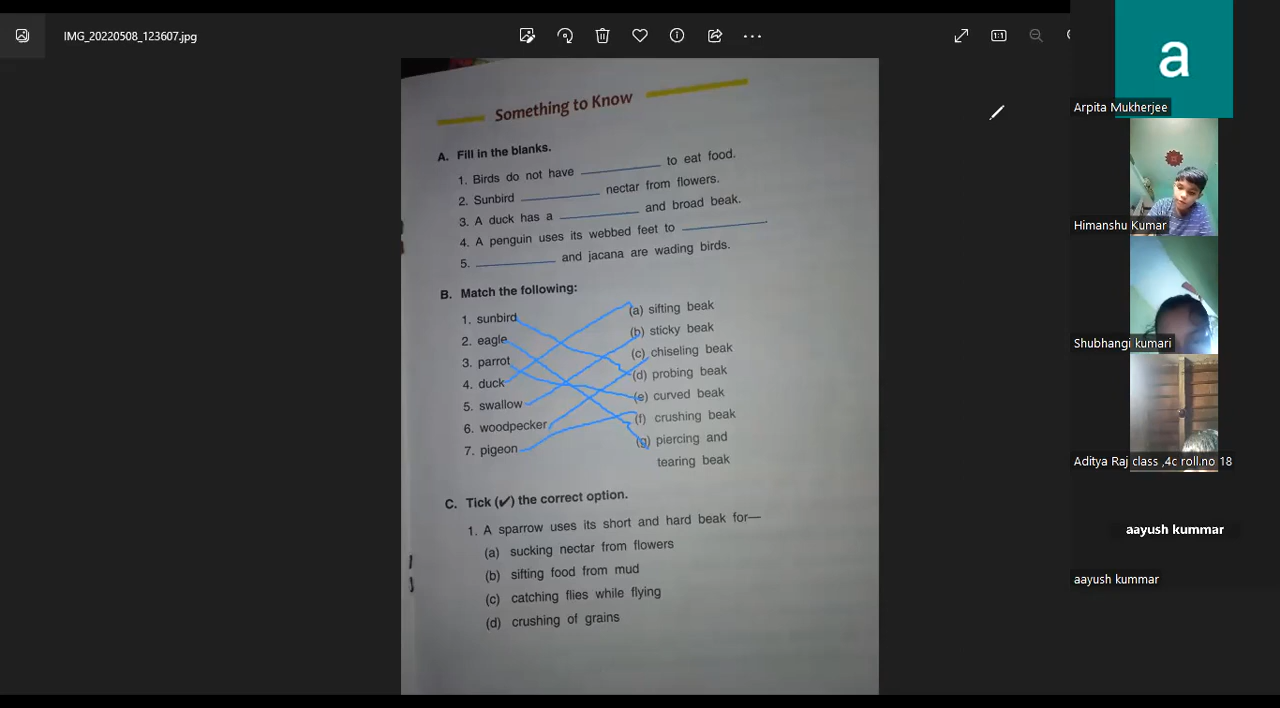 IMG_20220508_123607.jpg
Something to Know
A. Fill in the blanks.
1. Birds do not have __________ to eat food.
2. Sunbird __________ nectar from flowers.
3. A duck has a __________ and broad beak.
4. A penguin uses its webbed feet to __________
5. __________ and jacana are wading birds.
B. Match the following:
1. sunbird (a) sifting beak
2. eagle (b) sticky beak
3. parrot (c) chiseling beak
4. duck (d) probing beak
5. swallow (e) curved beak
6. woodpecker (f) crushing beak
7. pigeon (g) piercing and
tearing beak
C. Tick (✔) the correct option.
1. A sparrow uses its short and hard beak for—
(a) sucking nectar from flowers
(b) sifting food from mud
(c) catching flies while flying
(d) crushing of grains
a
Arpita Mukherjee
Himanshu Kumar
Shubhangi kumari
Aditya Raj class ,4c roll.no 18
aayush kummar
aayush kummar